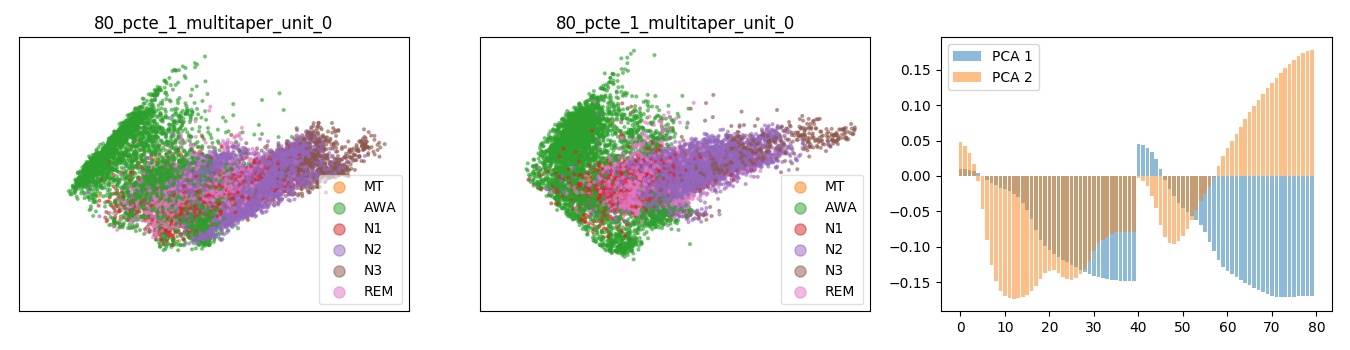 80_pcte_1_multitaper_unit_0
MT
AWA
N1
N2
N3
REM
80_pcte_1_multitaper_unit_0
MT
AWA
N1
N2
N3
REM
PCA 1
PCA 2
0.15
0.10
0.05
0.00
−0.05
−0.10
−0.15
0 10 20 30 40 50 60 70 80